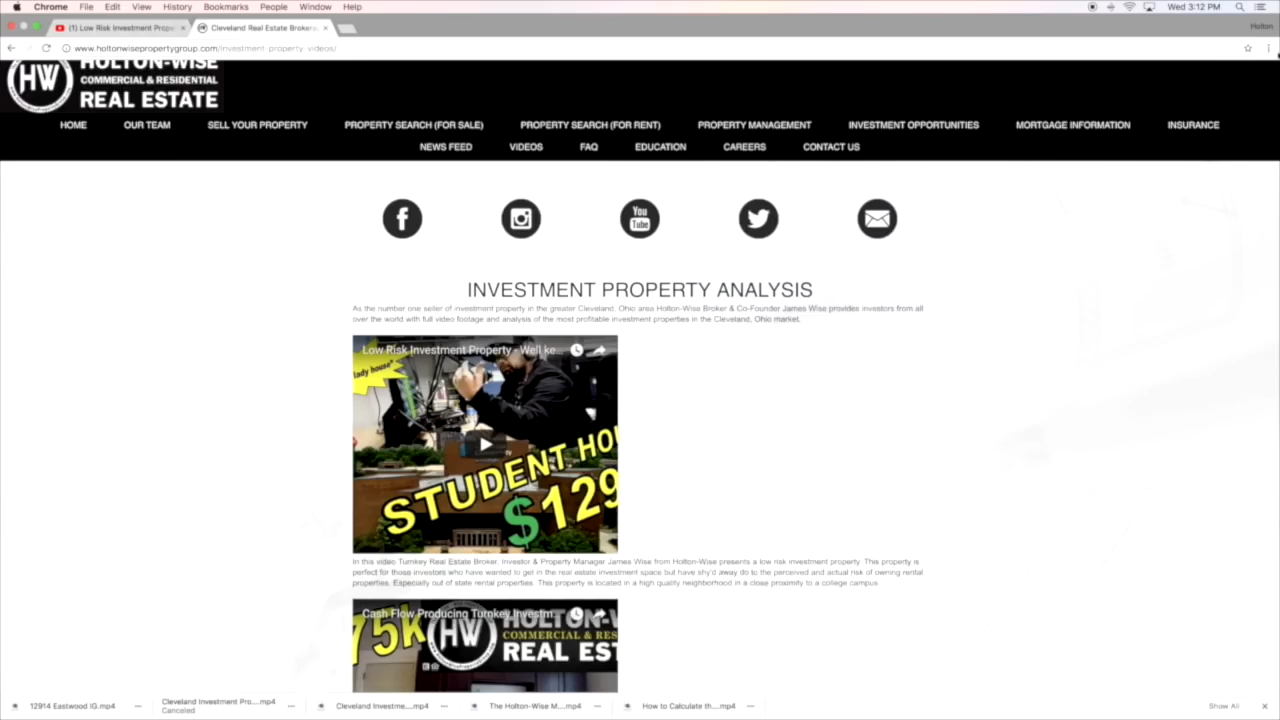 Chrome File Edit View History Bookmarks People Window Help Wed 3:12 PM
(1) Low Risk Investment Prope Cleveland Real Estate Brokera Holton
www.holtonwisepropertygroup.com/investment-property-videos/
HW
HOLTON-WISE
COMMERCIAL & RESIDENTIAL
REAL ESTATE
HOME OUR TEAM SELL YOUR PROPERTY PROPERTY SEARCH (FOR SALE) PROPERTY SEARCH (FOR RENT) PROPERTY MANAGEMENT INVESTMENT OPPORTUNITIES MORTGAGE INFORMATION INSURANCE
NEWS FEED VIDEOS FAQ EDUCATION CAREERS CONTACT US
You
Tube
INVESTMENT PROPERTY ANALYSIS
As the number one seller of investment property in the greater Cleveland, Ohio area Holton-Wise Broker & Co-Founder James Wise provides investors from all
over the world with full video footage and analysis of the most profitable investment properties in the Cleveland, Ohio market.
Low Risk Investment Property - Well ke...
lady house"
STUDENT HOU
$129
In this video Turnkey Real Estate Broker, Investor & Property Manager James Wise from Holton-Wise presents a low risk investment property. This property is
perfect for those investors who have wanted to get in the real estate investment space but have shy'd away do to the perceived and actual risk of owning rental
properties. Especially out of state rental properties. This property is located in a high quality neighborhood in a close proximity to a college campus
Cash Flow Producing Turnkey Investm...
75k
HW
HOLTON-W
COMMERCIAL & RES
REAL EST
12914 Eastwood IG.mp4 Cleveland Investment Pro....mp4 Cleveland Investme....mp4 The Holton-Wise M....mp4 How to Calculate th....mp4 Show All
Canceled